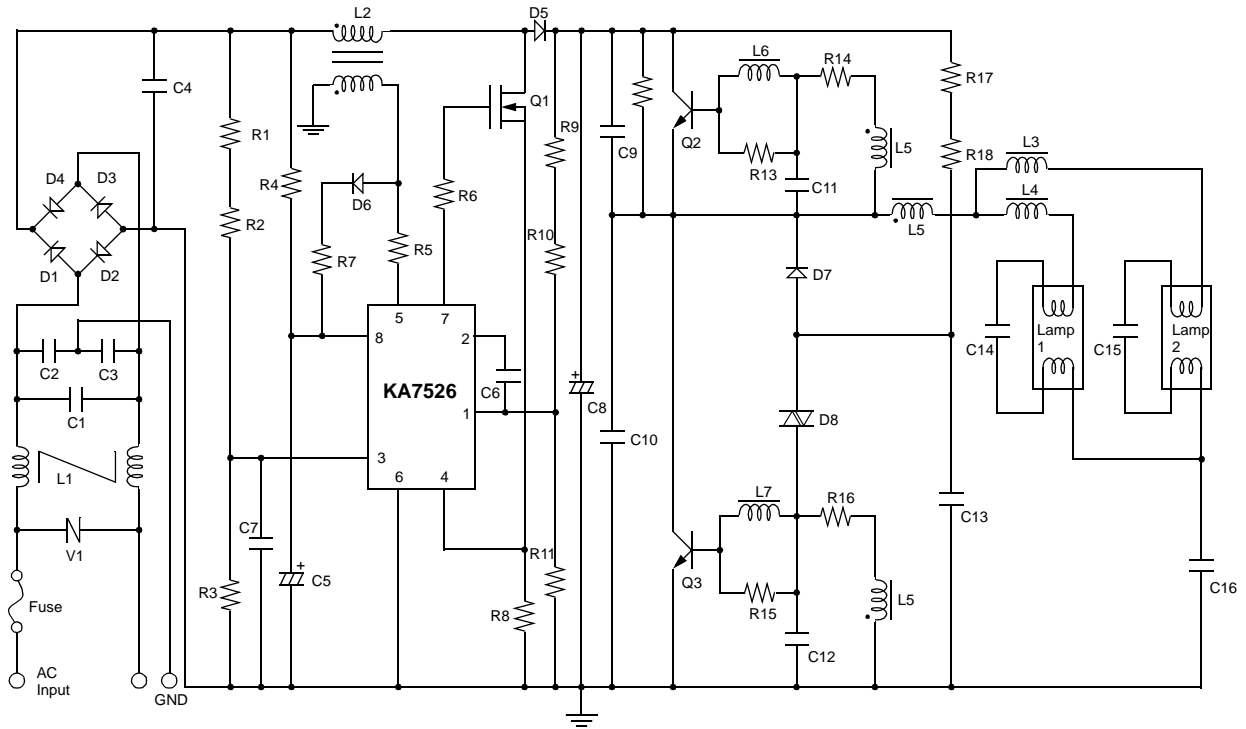 L2
D5
C4
L6
R14
R17
Q1
R9
C9
Q2
R1
R13
L5
R18
L3
D4
D3
R4
D6
R6
C11
L4
R2
R5
R10
L5
D1
D2
R7
D7
5
7
8
2
Lamp
1
Lamp
2
C14
C15
C2
C3
KA7526
C6
C8
C1
1
D8
C10
3
L1
6
4
L7
R16
C13
C7
V1
R11
Q3
C16
C5
Fuse
R3
R8
R15
L5
C12
AC
Input
GND
+
+